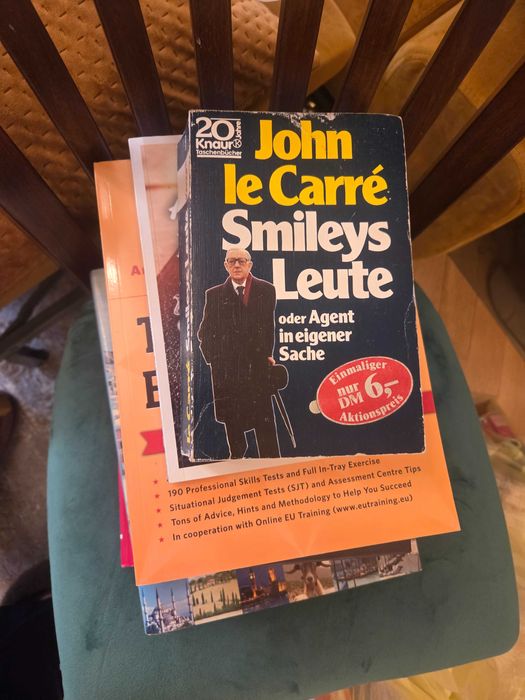 20 Jahre
Knaur
Taschenbücher
John
le Carré
Smileys
Leute
oder Agent
in eigener
Sache
Einmaliger
nur
DM 6,-
Aktionspreis
190 Professional Skills Tests and Full In-Tray Exercise
Situational Judgement Tests (SJT) and Assessment Centre Tips
Tons of Advice, Hints and Methodology to Help You Succeed
In cooperation with Online EU Training (www.eutraining.eu)